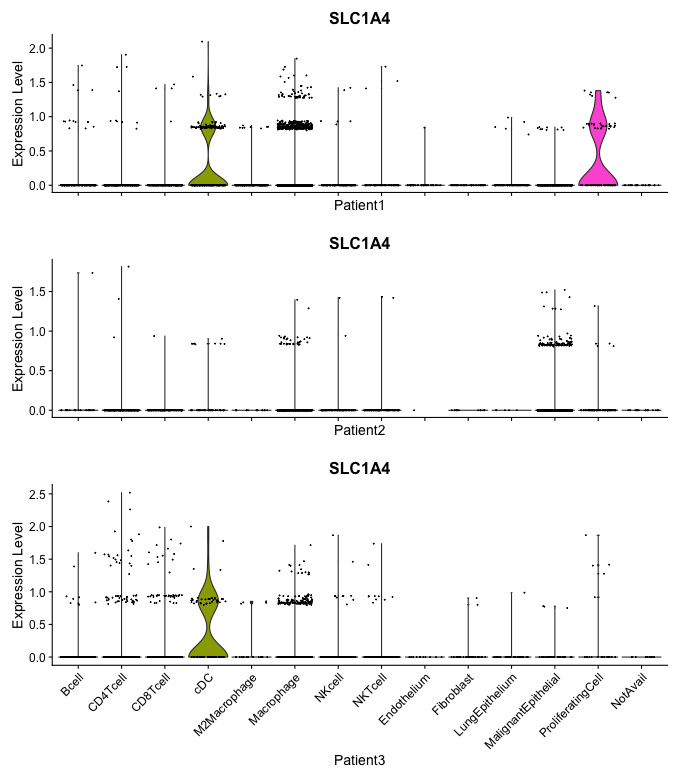 SLC1A4
Expression Level
2.0
1.5
1.0
0.5
0.0
Patient1
SLC1A4
Expression Level
1.5
1.0
0.5
0.0
Patient2
SLC1A4
Expression Level
2.5
2.0
1.5
1.0
0.5
0.0
Bcell
CD4Tcell
CD8Tcell
cDC
M2Macrophage
Macrophage
NKcell
NKTcell
Endothelium
Fibroblast
LungEpithelium
MalignantEpithelial
ProliferatingCell
NotAvail
Patient3